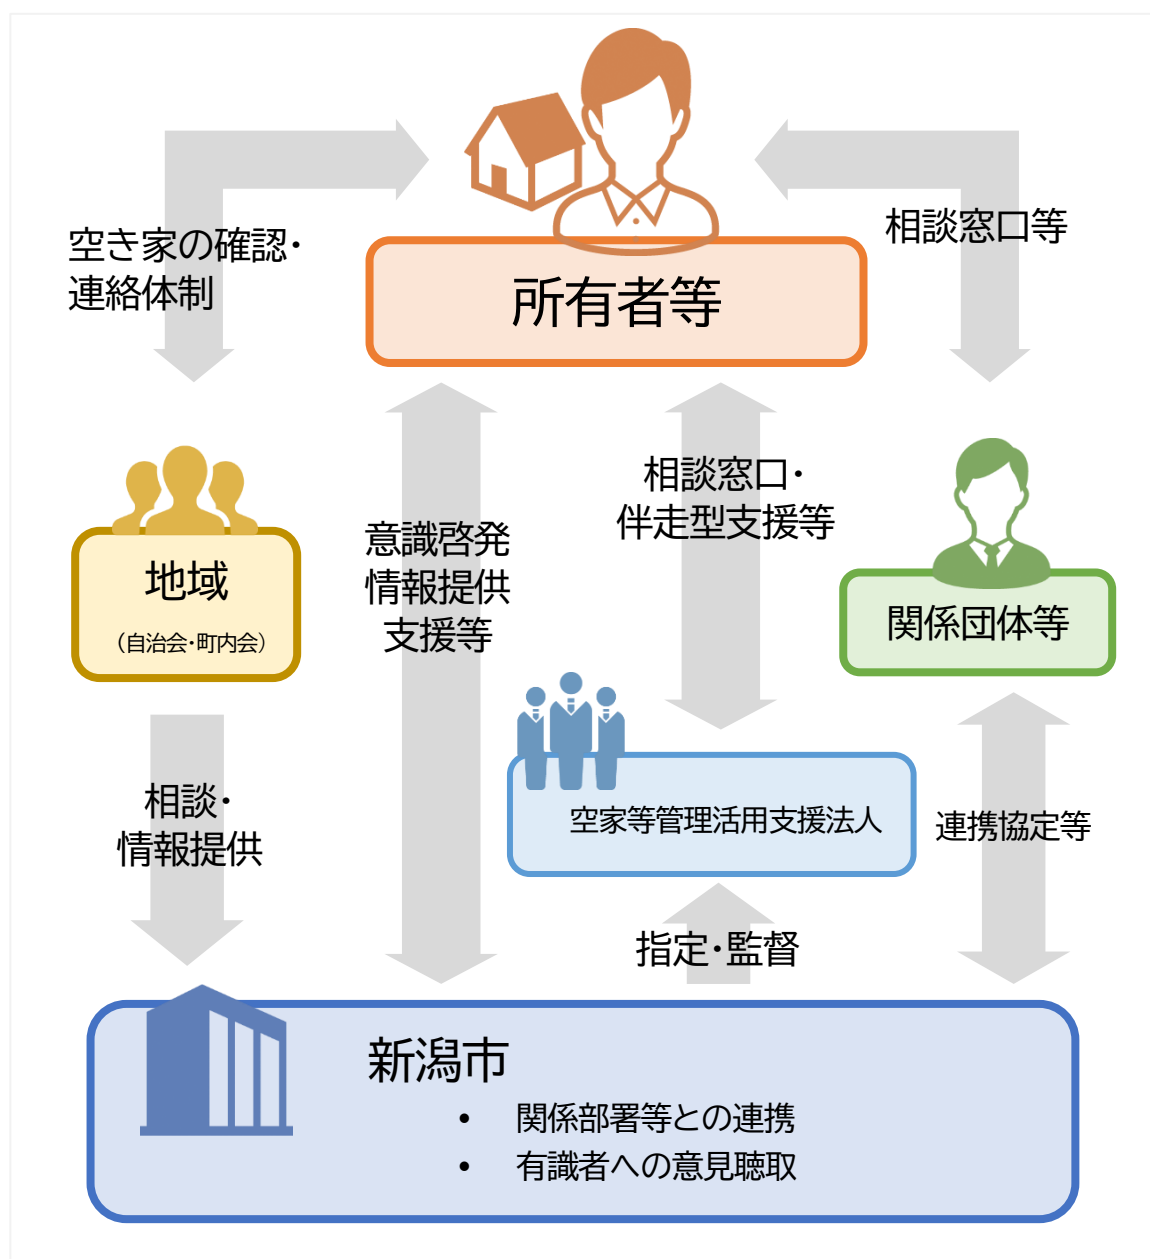 空き家の確認・
連絡体制
相談窓口等
所有者等
相談窓口・
伴走型支援等
意識啓発
情報提供
支援等
地域
（自治会・町内会）
関係団体等
相談・
情報提供
空家等管理活用支援法人
連携協定等
指定・監督
新潟市
• 関係部署等との連携
• 有識者への意見聴取